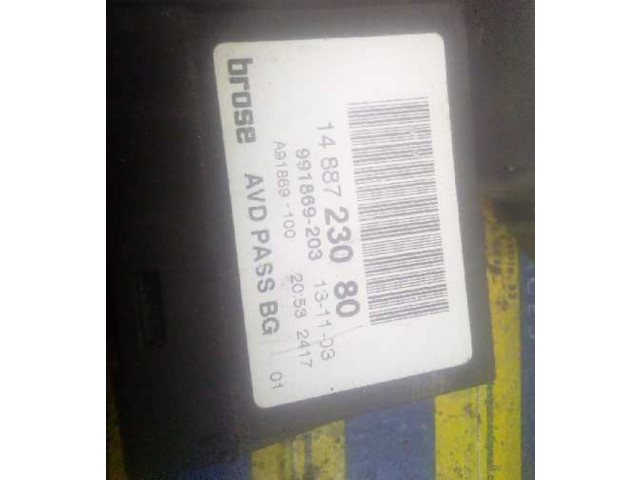 14 887 230 80
991869-203 13-11-03
A91869-100 20:53 2417
brose AVD PASS BG 01